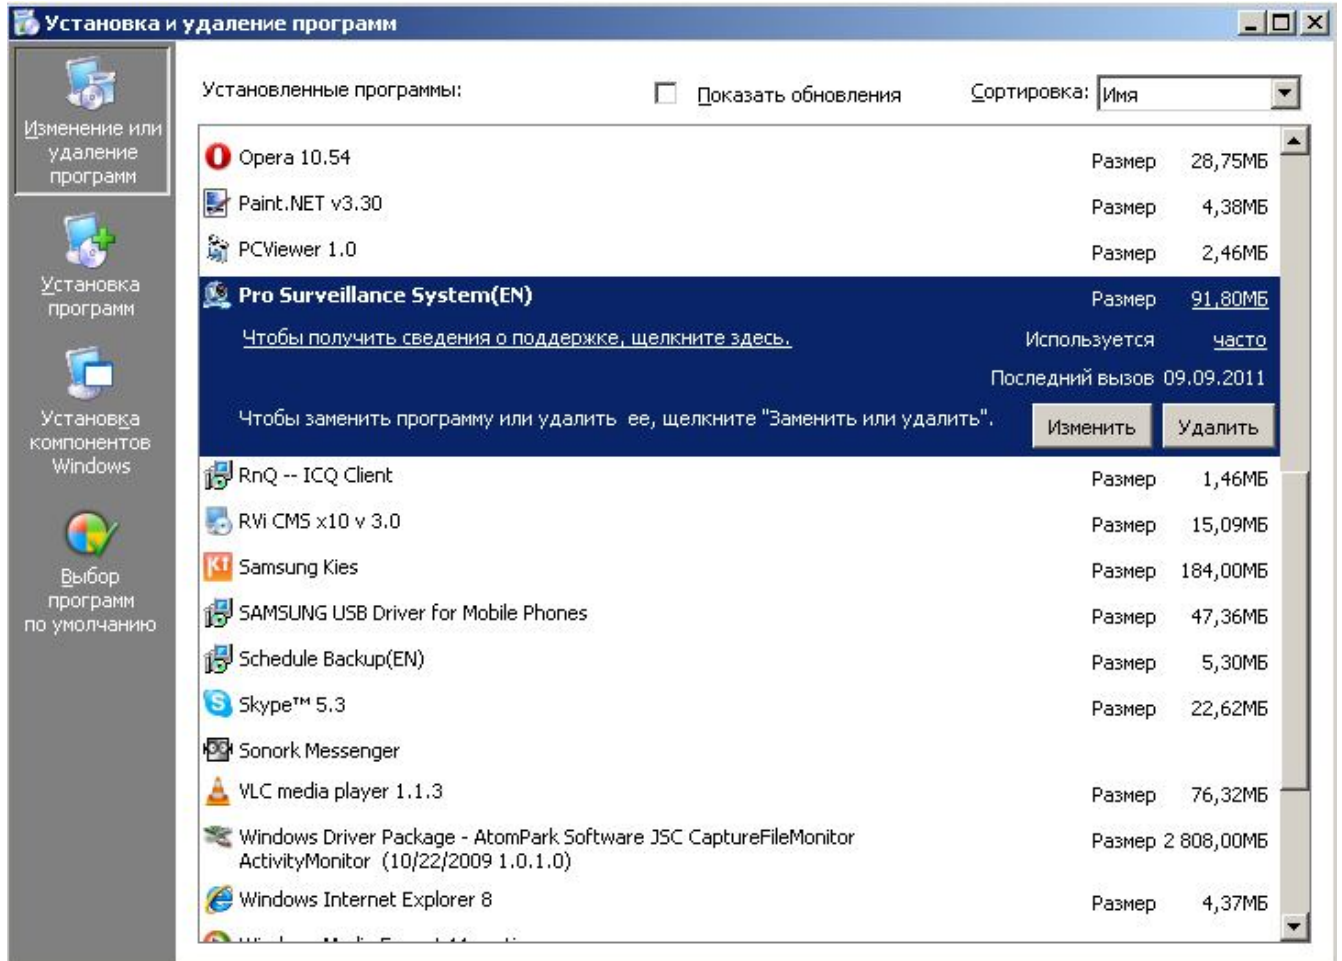 Установка и удаление программ
Изменение или
удаление
программ
Установка
программ
Установка
компонентов
Windows
Выбор
программ
по умолчанию
Установленные программы:
Показать обновления
Сортировка: Имя
Opera 10.54 Размер 28,75МБ
Paint.NET v3.30 Размер 4,38МБ
PCViewer 1.0 Размер 2,46МБ
Pro Surveillance System(EN) Размер 91,80МБ
Чтобы получить сведения о поддержке, щелкните здесь. Используется часто
Последний вызов 09.09.2011
Чтобы заменить программу или удалить ее, щелкните "Заменить или удалить". Изменить Удалить
RnQ -- ICQ Client Размер 1,46МБ
RVi CMS x10 v 3.0 Размер 15,09МБ
Samsung Kies Размер 184,00МБ
SAMSUNG USB Driver for Mobile Phones Размер 47,36МБ
Schedule Backup(EN) Размер 5,30МБ
Skype™ 5.3 Размер 22,62МБ
Sonork Messenger
VLC media player 1.1.3 Размер 76,32МБ
Windows Driver Package - AtomPark Software JSC CaptureFileMonitor Размер 2 808,00МБ
ActivityMonitor (10/22/2009 1.0.1.0)
Windows Internet Explorer 8 Размер 4,37МБ